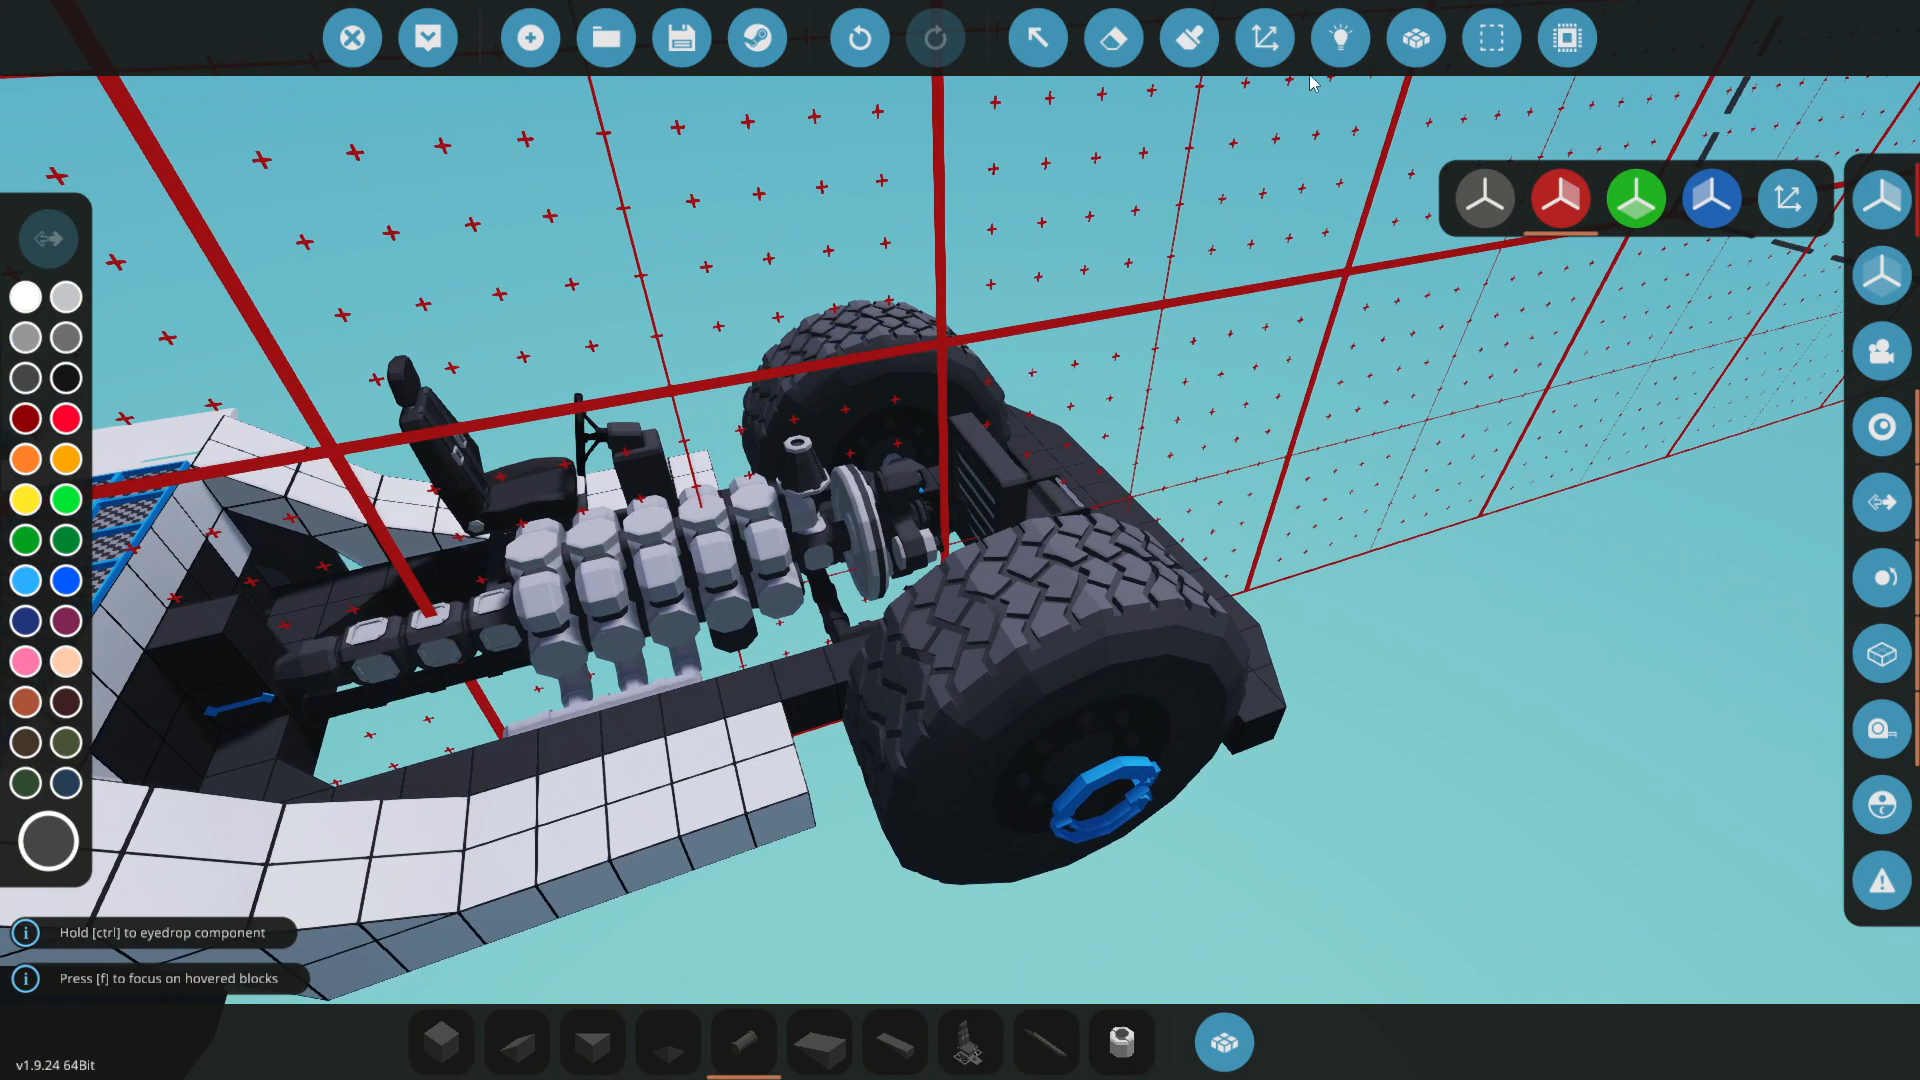 Hold [ctrl] to eyedrop component
Press [f] to focus on hovered blocks
v1.9.24 64Bit